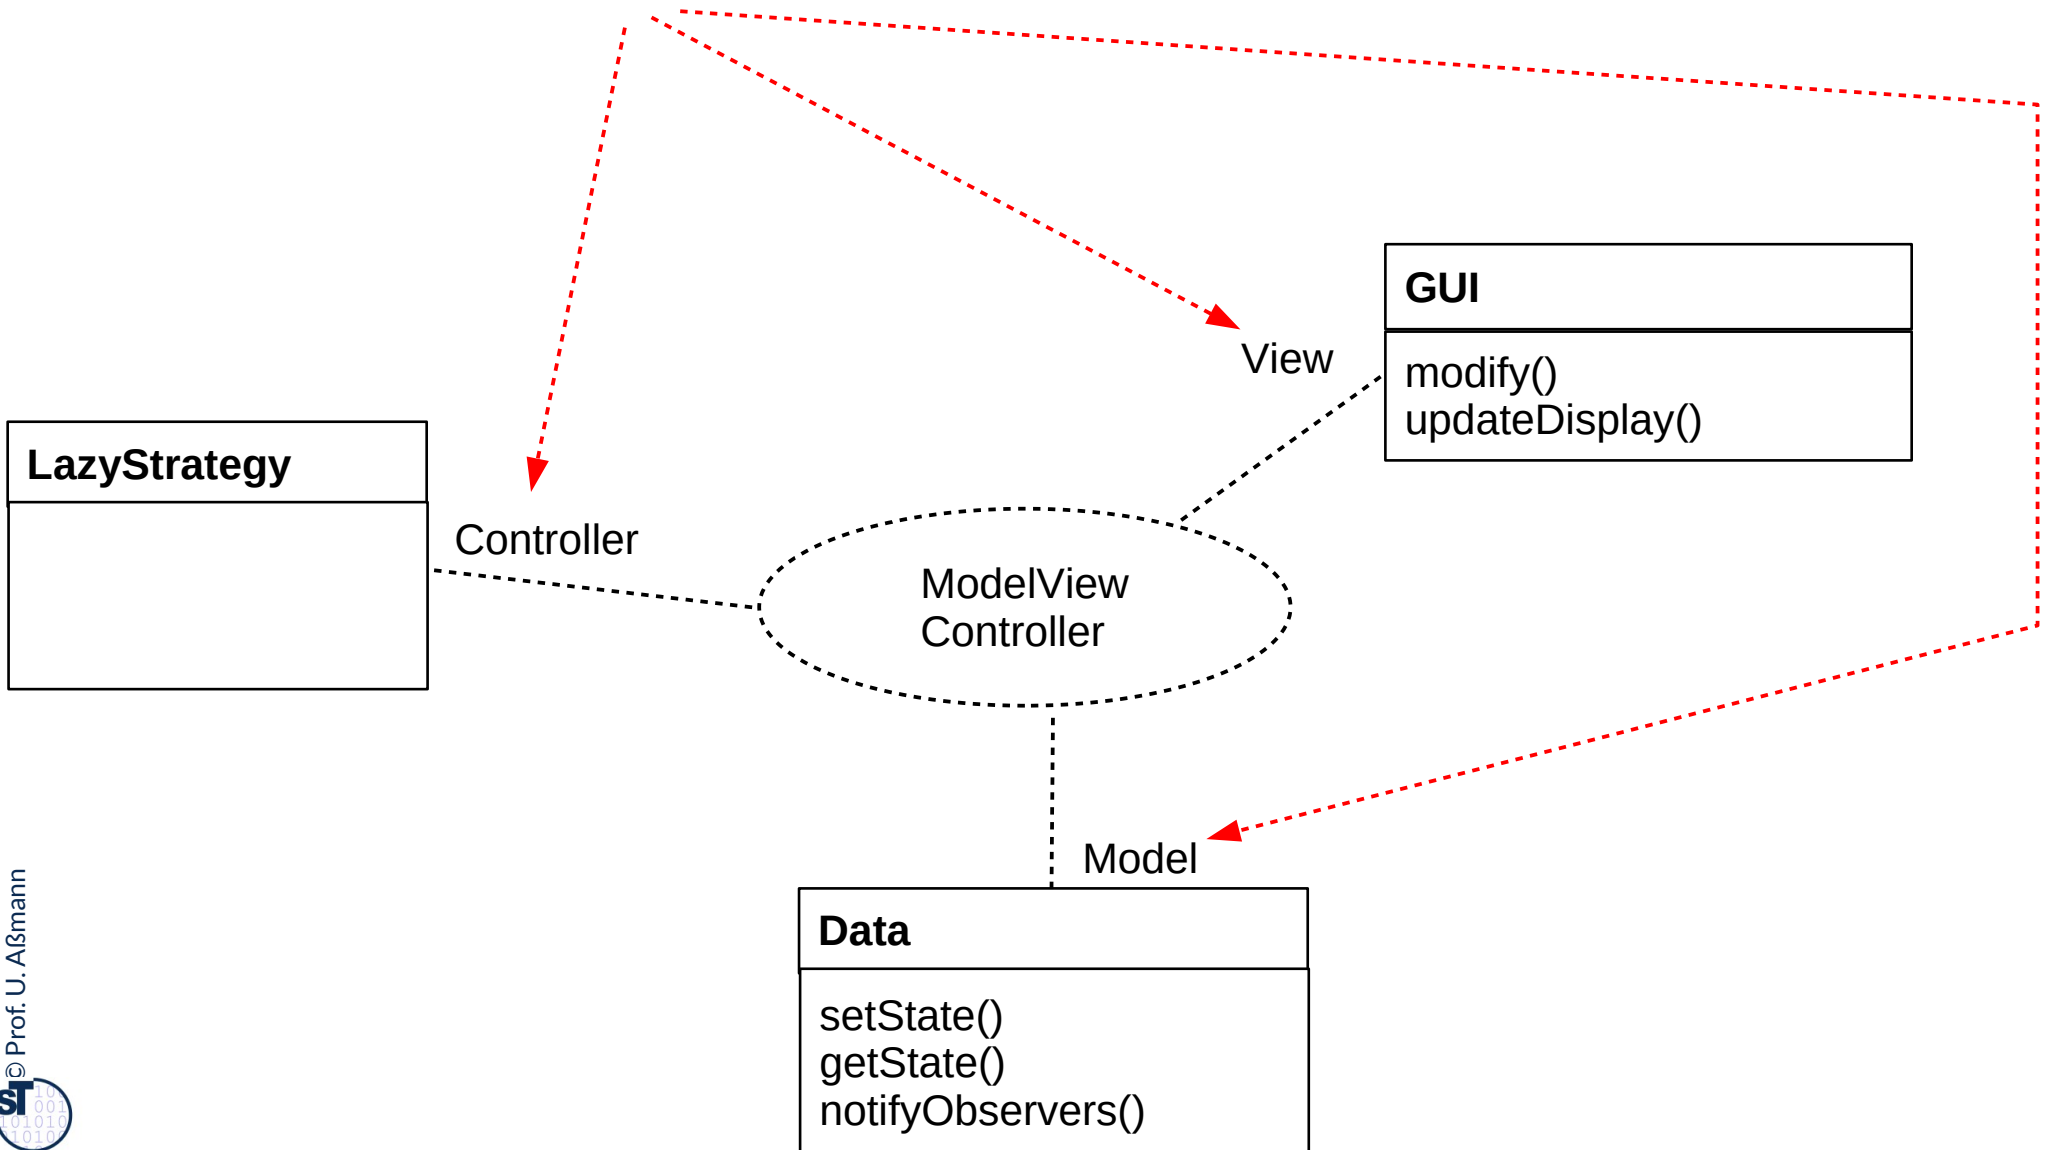 GUI
View
modify()
updateDisplay()
LazyStrategy
Controller
ModelView
Controller
Model
Data
setState()
getState()
notifyObservers()
© Prof. U. Aßmann
ST